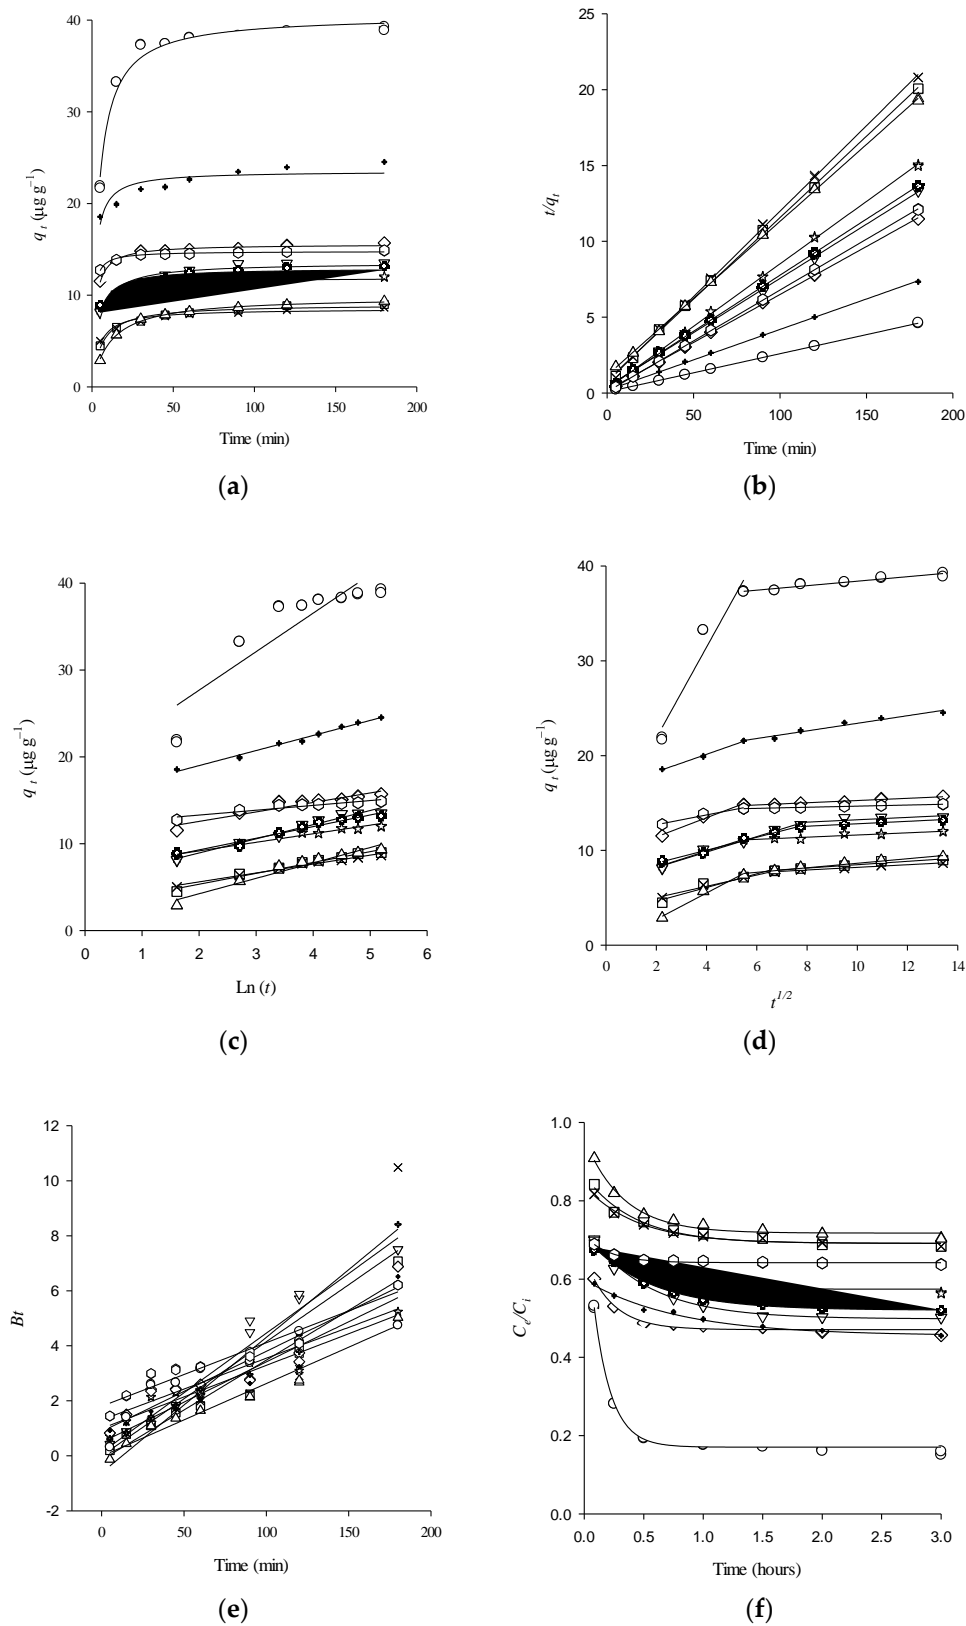 40
30
20
10
0
q t (µg g−1)
0 50 100 150 200
Time (min)
(a)
25
20
15
10
5
0
t/qt
0 50 100 150 200
Time (min)
(b)
40
30
20
10
0
q t (µg g−1)
0 1 2 3 4 5 6
Ln (t)
(c)
40
30
20
10
0
q t (µg g−1)
0 2 4 6 8 10 12 14
t1/2
(d)
12
10
8
6
4
2
0
-2
Bt
0 50 100 150 200
Time (min)
(e)
1.0
0.8
0.6
0.4
0.2
0.0
Ce/Ci
0.0 0.5 1.0 1.5 2.0 2.5 3.0
Time (hours)
(f)